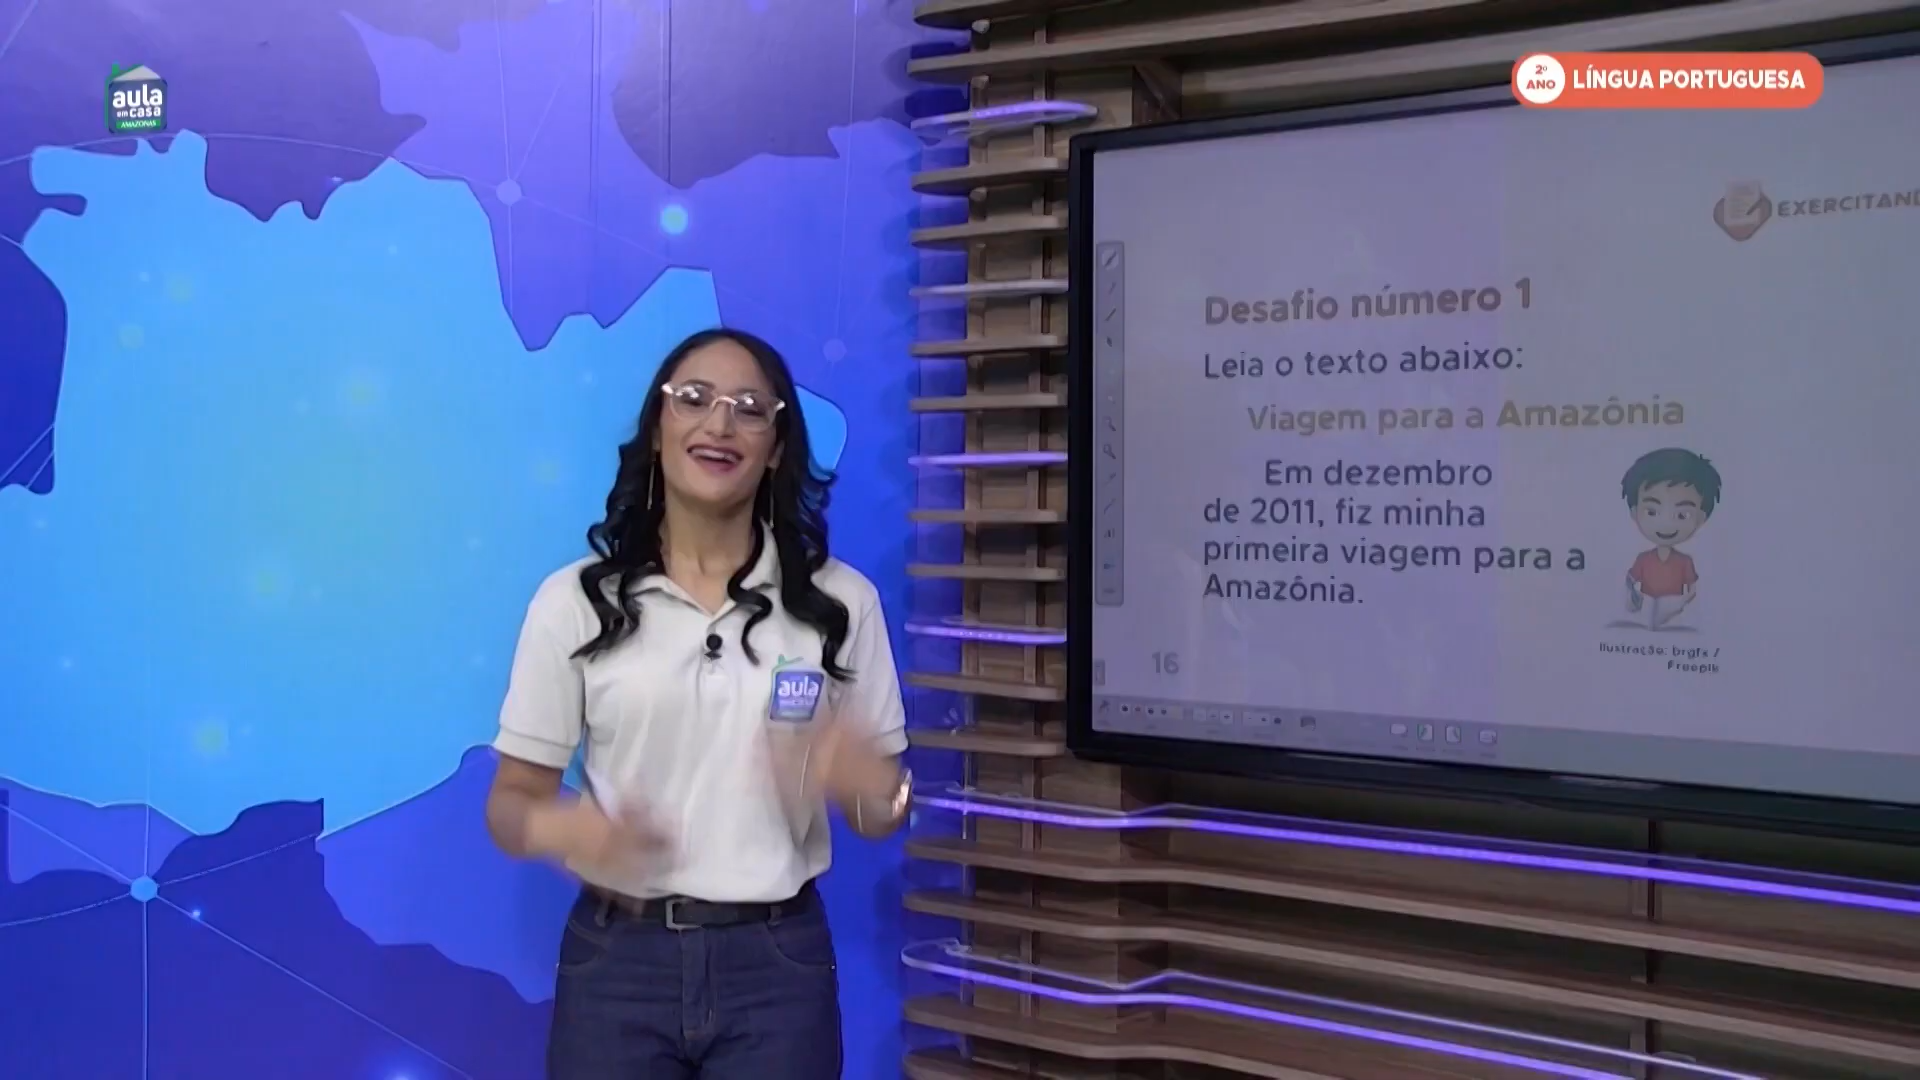 aula
em casa
AMAZONAS
2º
ANO
LÍNGUA PORTUGUESA
EXERCITAND
Desafio número 1
Leia o texto abaixo:
Viagem para a Amazônia
Em dezembro
de 2011, fiz minha
primeira viagem para a
Amazônia.
Ilustração: brgfx /
Freepik
16
aula